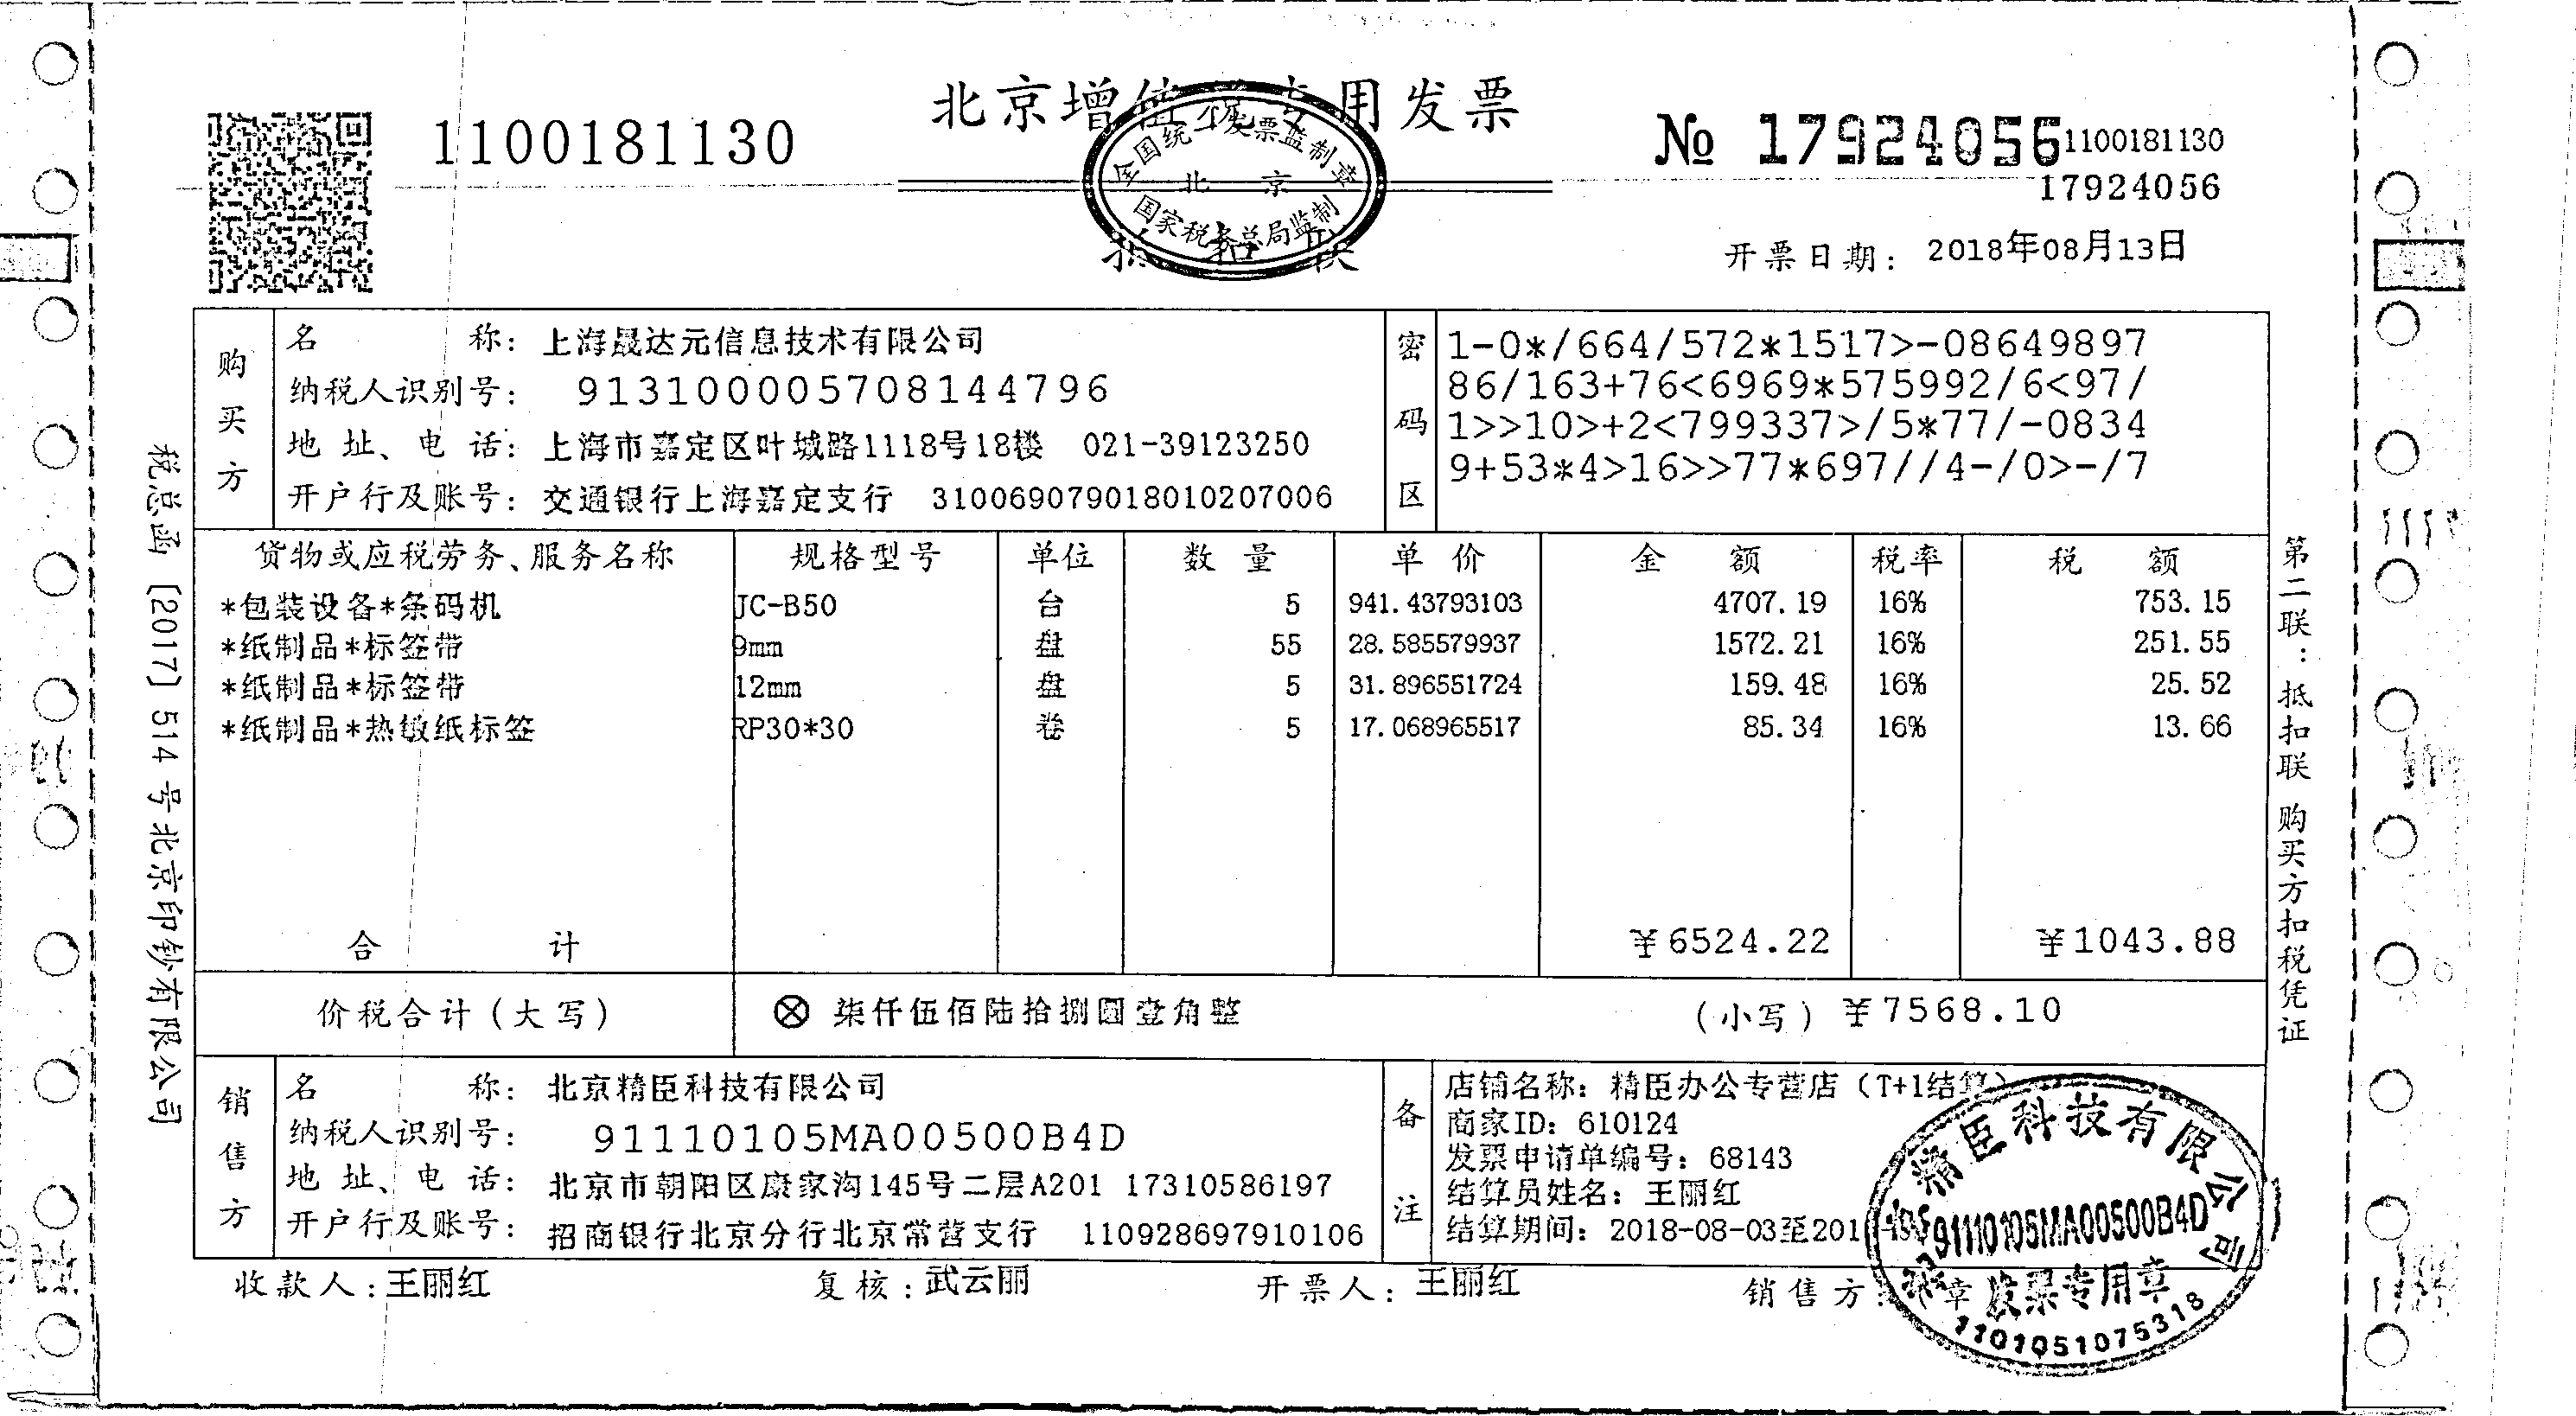 北京增值税专用发票
1100181130
№ 17924056
1100181130
17924056
全国统一发票监制章
北 京
国家税务总局监制
抵 扣 联
开票日期: 2018年08月13日
购买方
名 称: 上海晟达元信息技术有限公司
纳税人识别号: 913100005708144796
地 址、电 话: 上海市嘉定区叶城路1118号18楼 021-39123250
开户行及账号: 交通银行上海嘉定支行 310069079018010207006
密码区
1-0*/664/572*1517>-08649897
86/163+76<6969*575992/6<97/
1>>10>+2<799337>/5*77/-0834
9+53*4>16>>77*697//4-/0>-/7
货物或应税劳务、服务名称 规格型号 单位 数 量 单 价 金 额 税率 税 额
*包装设备*条码机 JC-B50 台 5 941.43793103 4707.19 16% 753.15
*纸制品*标签带 9mm 盘 55 28.585579937 1572.21 16% 251.55
*纸制品*标签带 12mm 盘 5 31.896551724 159.48 16% 25.52
*纸制品*热敏纸标签 RP30*30 卷 5 17.068965517 85.34 16% 13.66
合 计 ¥6524.22 ¥1043.88
价税合计(大写) ⊗ 柒仟伍佰陆拾捌圆壹角整 (小写) ¥7568.10
销售方
名 称: 北京精臣科技有限公司
纳税人识别号: 91110105MA00500B4D
地 址、电 话: 北京市朝阳区康家沟145号二层A201 17310586197
开户行及账号: 招商银行北京分行北京常营支行 110928697910106
备注
店铺名称: 精臣办公专营店 (T+1结算)
商家ID: 610124
发票申请单编号: 68143
结算员姓名: 王丽红
结算期间: 2018-08-03至201
收款人:王丽红 复核:武云丽 开票人: 王丽红 销售方: 章
精臣科技有限公司
91110105MA00500B4D
发票专用章
1101051075318
税总函 [2017] 514 号北京印钞有限公司
第二联: 抵扣联 购买方扣税凭证